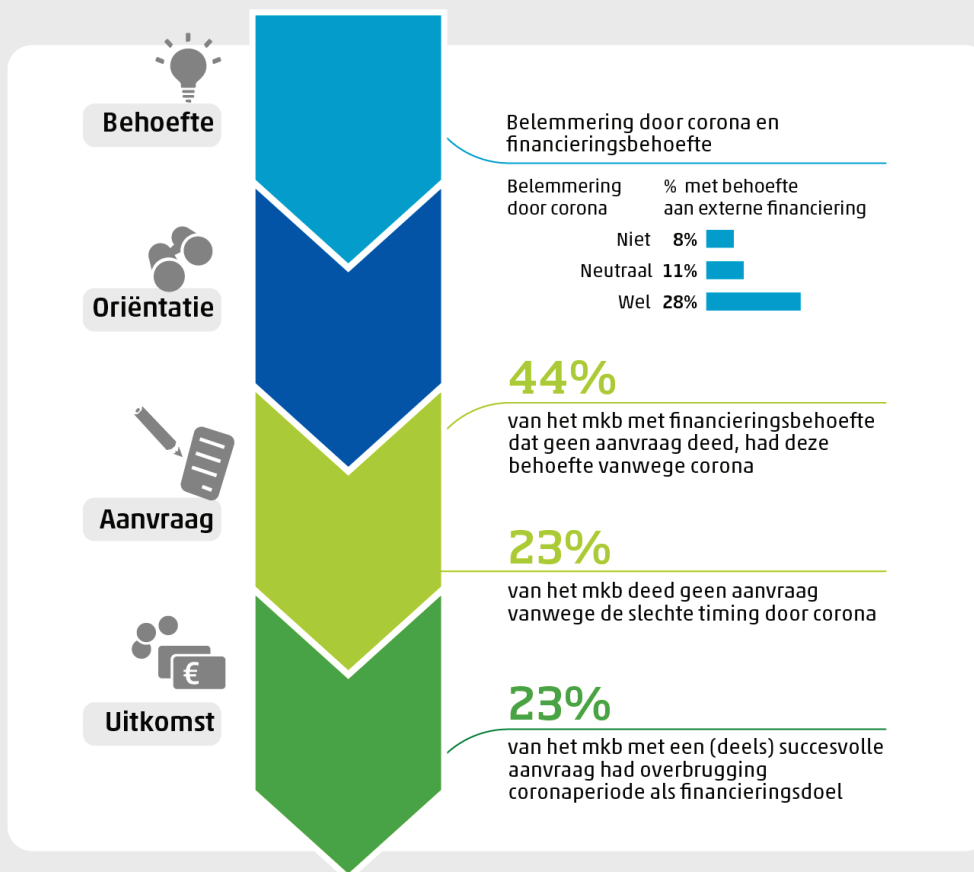 Behoefte
Belemmering door corona en
financieringsbehoefte
Belemmering
door corona
% met behoefte
aan externe financiering
Niet 8%
Neutraal 11%
Wel 28%
Oriëntatie
44%
van het mkb met financieringsbehoefte
dat geen aanvraag deed, had deze
behoefte vanwege corona
Aanvraag
23%
van het mkb deed geen aanvraag
vanwege de slechte timing door corona
€
Uitkomst
23%
van het mkb met een (deels) succesvolle
aanvraag had overbrugging
coronaperiode als financieringsdoel